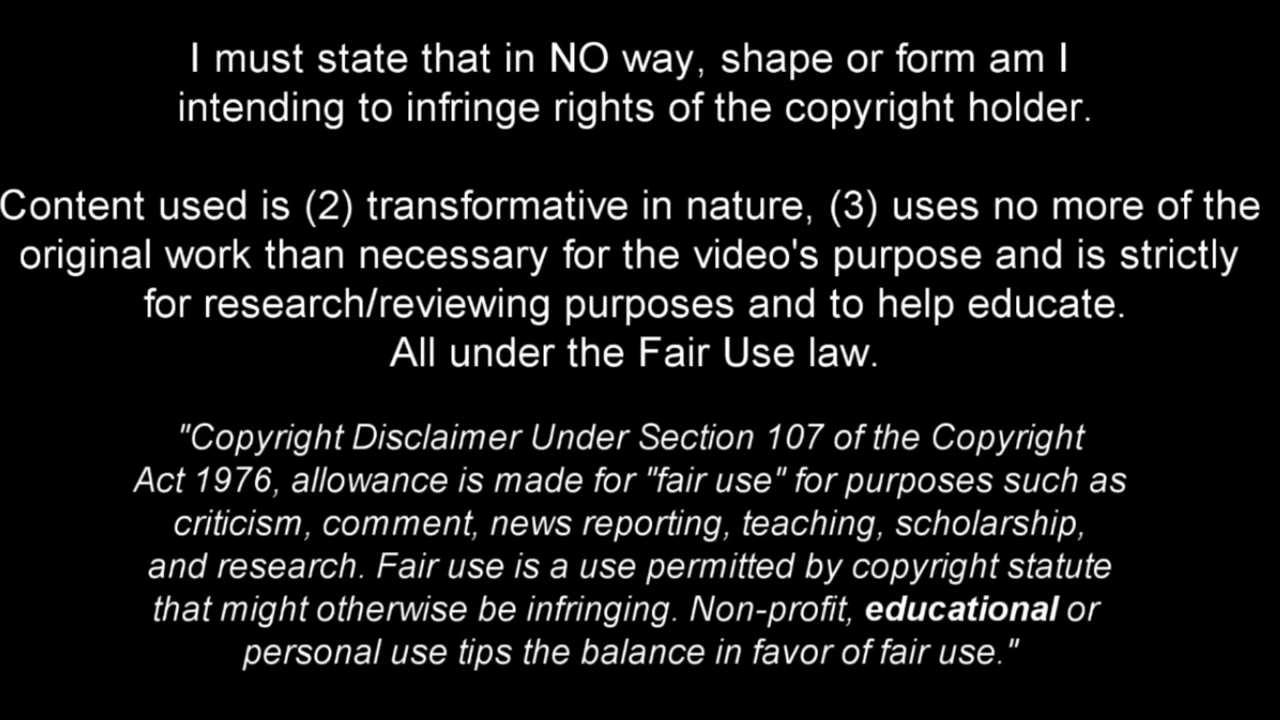 I must state that in NO way, shape or form am I
intending to infringe rights of the copyright holder.
Content used is (2) transformative in nature, (3) uses no more of the
original work than necessary for the video's purpose and is strictly
for research/reviewing purposes and to help educate.
All under the Fair Use law.
"Copyright Disclaimer Under Section 107 of the Copyright
Act 1976, allowance is made for "fair use" for purposes such as
criticism, comment, news reporting, teaching, scholarship,
and research. Fair use is a use permitted by copyright statute
that might otherwise be infringing. Non-profit, educational or
personal use tips the balance in favor of fair use."